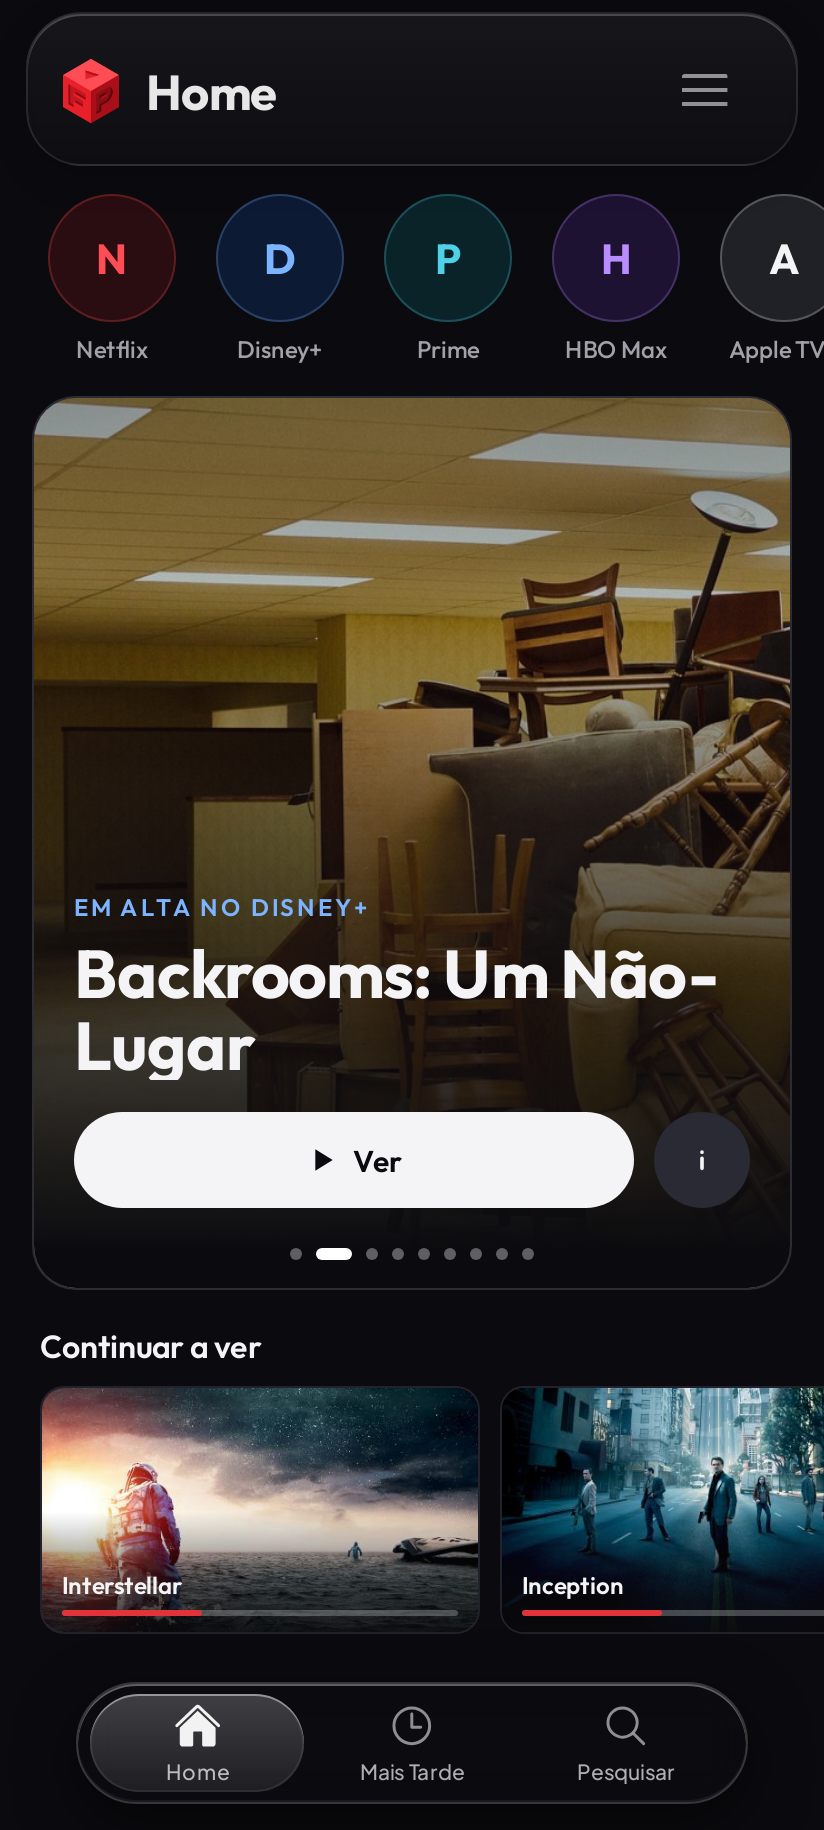 Home
N
D
P
H
A
Netflix
Disney+
Prime
HBO Max
Apple TV
EM ALTA NO DISNEY+
Backrooms: Um Não-
Lugar
Ver
i
Continuar a ver
Interstellar
Inception
Home
Mais Tarde
Pesquisar